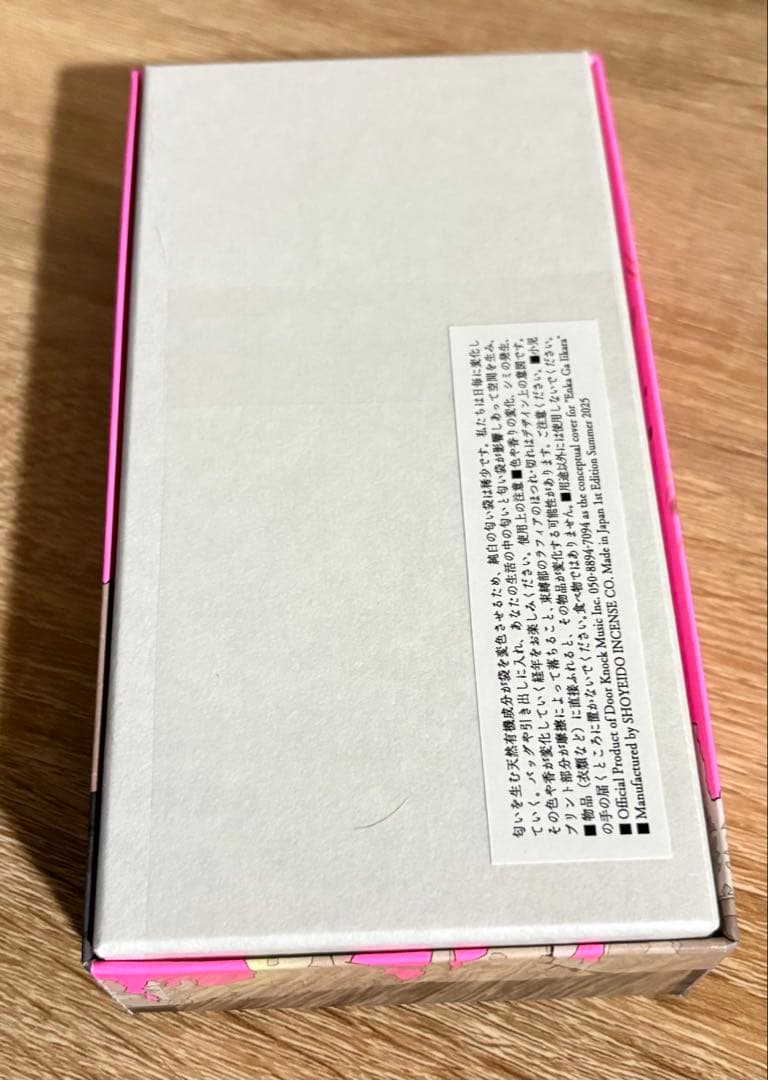 匂いを生む天然有機成分が袋を変色させるため、純白の匂い袋は稀少です。私たちは日毎に変化し
ていく。バッグや引き出しに入れ、あなたの生活の中の匂いと匂い袋が影響しあって空間を生み、
その色や香が変化していく経年をお楽しみください。使用上の注意■色や香りの変化、シミの発生、
プリント部分が摩擦によって落ちること、束縛部のラフィアのほつれ・切れはデザイン上の意図です。
■物品（衣類など）に直接ふれると、その物品が変化する可能性があります。ご注意ください。■小児
の手の届くところに置かないでください。食べ物ではありません。■用途以外には使用しないでください。
■Official Product of Door Knock Music Inc. 050-8894-7094 as the conceptual cover for "Enka Ga Iikara"
■Manufactured by SHOYEIDO INCENSE CO. Made in Japan 1st Edition Summer 2025